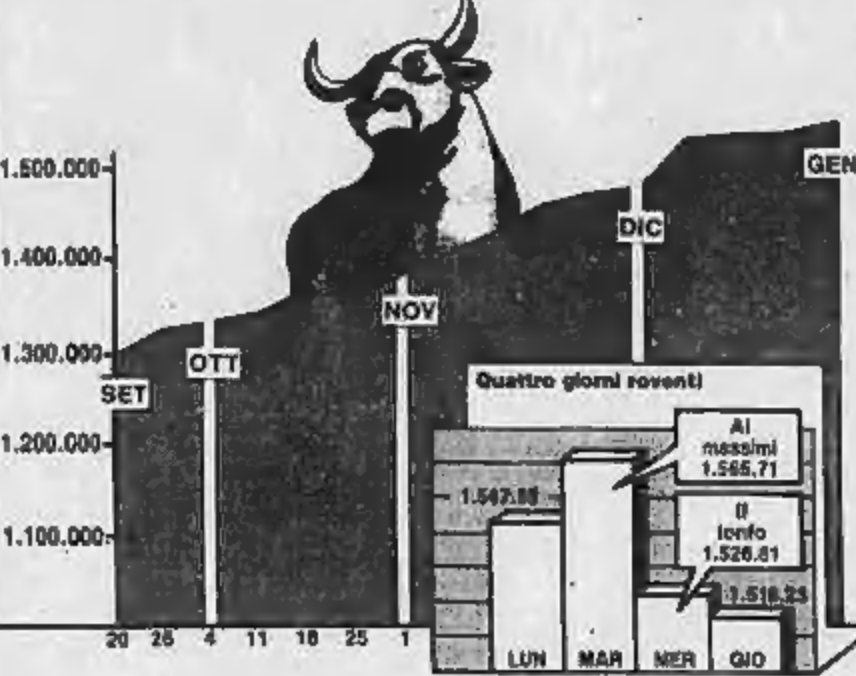 1.500.000
1.400.000
1.300.000
1.200.000
1.100.000
SET
OTT
NOV
DIC
GEN
20
4
11
18
25
1
Quattro giorni roventi
Ai
massimi
1.565,71
Il
tonfo
1.526,81
LUN
MAR
MER
GIO